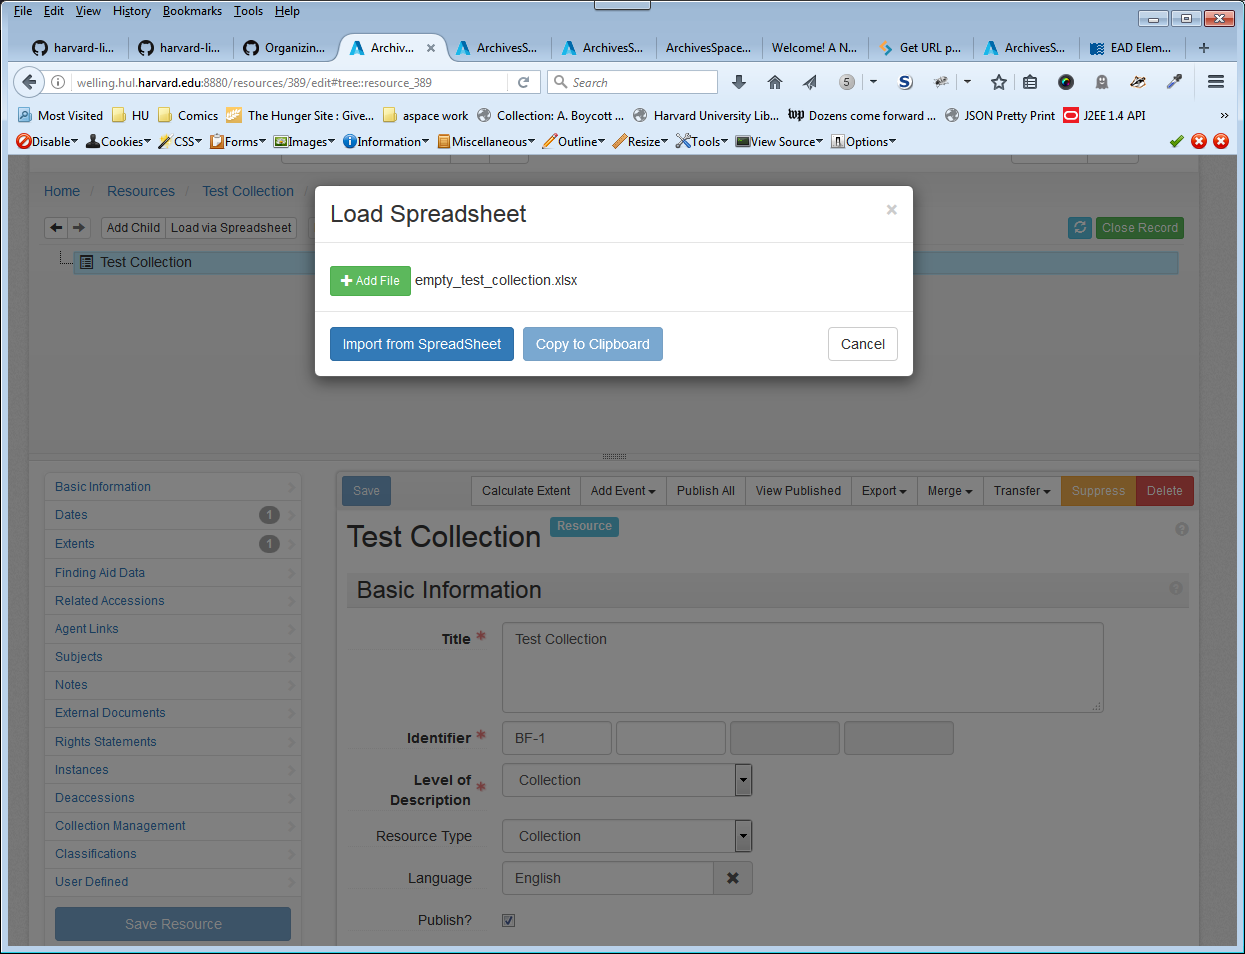 File Edit View History Bookmarks Tools Help
harvard-li... harvard-li... Organizin... Archiv... ArchivesS... ArchivesS... ArchivesSpace... Welcome! A N... Get URL p... ArchivesS... EAD Elem...
welling.hul.harvard.edu:8880/resources/389/edit#tree::resource_389 Search 5 S
Most Visited HU Comics The Hunger Site : Give... aspace work Collection: A. Boycott ... Harvard University Lib... wp Dozens come forward ... JSON Pretty Print J2EE 1.4 API »
Disable Cookies CSS Forms Images Information Miscellaneous Outline Resize Tools View Source Options
Home / Resources / Test Collection /
Add Child Load via Spreadsheet Close Record
Test Collection
Load Spreadsheet ×
Add File empty_test_collection.xlsx
Import from SpreadSheet Copy to Clipboard Cancel
Basic Information
Dates 1
Extents 1
Finding Aid Data
Related Accessions
Agent Links
Subjects
Notes
External Documents
Rights Statements
Instances
Deaccessions
Collection Management
Classifications
User Defined
Save Resource
Save Calculate Extent Add Event Publish All View Published Export Merge Transfer Suppress Delete
Test Collection Resource
Basic Information
Title * Test Collection
Identifier * BF-1
Level of
Description * Collection
Resource Type Collection
Language English
Publish?